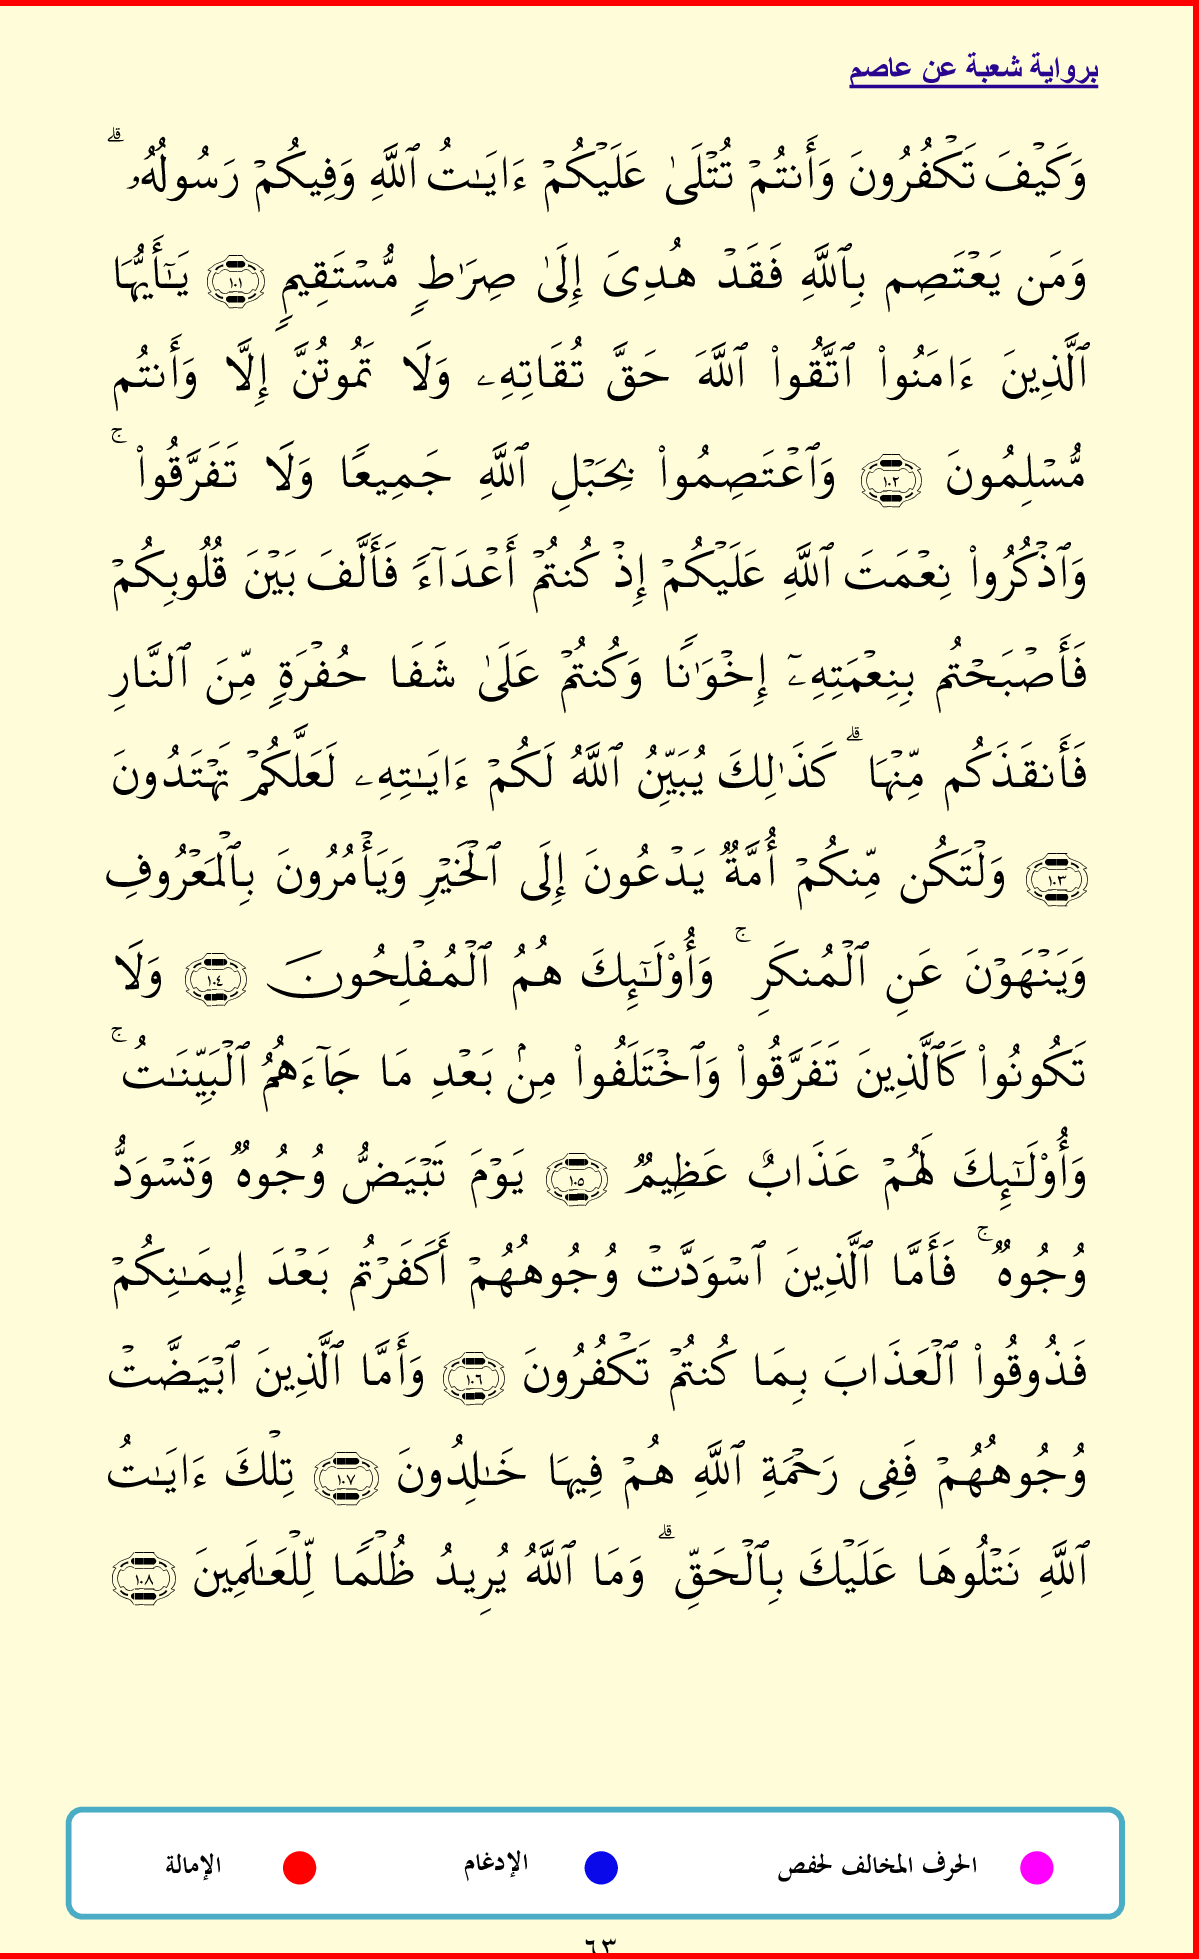 برواية شعبة عن عاصم
وَكَيْفَ تَكْفُرُونَ وَأَنتُمْ تُتْلَىٰ عَلَيْكُمْ ءَايَـٰتُ ٱللَّهِ وَفِيكُمْ رَسُولُهُۥ ۗ
وَمَن يَعْتَصِم بِٱللَّهِ فَقَدْ هُدِىَ إِلَىٰ صِرَٰطٍ مُّسْتَقِيمٍ ١٠١ يَـٰٓأَيُّهَا
ٱلَّذِينَ ءَامَنُوا۟ ٱتَّقُوا۟ ٱللَّهَ حَقَّ تُقَاتِهِۦ وَلَا تَمُوتُنَّ إِلَّا وَأَنتُم
مُّسْلِمُونَ ١٠٢ وَٱعْتَصِمُوا۟ بِحَبْلِ ٱللَّهِ جَمِيعًا وَلَا تَفَرَّقُوا۟ ۚ
وَٱذْكُرُوا۟ نِعْمَتَ ٱللَّهِ عَلَيْكُمْ إِذْ كُنتُمْ أَعْدَآءً فَأَلَّفَ بَيْنَ قُلُوبِكُمْ
فَأَصْبَحْتُم بِنِعْمَتِهِۦٓ إِخْوَٰنًا وَكُنتُمْ عَلَىٰ شَفَا حُفْرَةٍ مِّنَ ٱلنَّارِ
فَأَنقَذَكُم مِّنْهَا ۗ كَذَٰلِكَ يُبَيِّنُ ٱللَّهُ لَكُمْ ءَايَـٰتِهِۦ لَعَلَّكُمْ تَهْتَدُونَ
١٠٣ وَلْتَكُن مِّنكُمْ أُمَّةٌ يَدْعُونَ إِلَى ٱلْخَيْرِ وَيَأْمُرُونَ بِٱلْمَعْرُوفِ
وَيَنْهَوْنَ عَنِ ٱلْمُنكَرِ ۚ وَأُو۟لَـٰٓئِكَ هُمُ ٱلْمُفْلِحُونَ ١٠٤ وَلَا
تَكُونُوا۟ كَٱلَّذِينَ تَفَرَّقُوا۟ وَٱخْتَلَفُوا۟ مِنۢ بَعْدِ مَا جَآءَهُمُ ٱلْبَيِّنَـٰتُ ۚ
وَأُو۟لَـٰٓئِكَ لَهُمْ عَذَابٌ عَظِيمٌ ١٠٥ يَوْمَ تَبْيَضُّ وُجُوهٌ وَتَسْوَدُّ
وُجُوهٌ ۚ فَأَمَّا ٱلَّذِينَ ٱسْوَدَّتْ وُجُوهُهُمْ أَكَفَرْتُم بَعْدَ إِيمَـٰنِكُمْ
فَذُوقُوا۟ ٱلْعَذَابَ بِمَا كُنتُمْ تَكْفُرُونَ ١٠٦ وَأَمَّا ٱلَّذِينَ ٱبْيَضَّتْ
وُجُوهُهُمْ فَفِى رَحْمَةِ ٱللَّهِ هُمْ فِيهَا خَـٰلِدُونَ ١٠٧ تِلْكَ ءَايَـٰتُ
ٱللَّهِ نَتْلُوهَا عَلَيْكَ بِٱلْحَقِّ ۗ وَمَا ٱللَّهُ يُرِيدُ ظُلْمًا لِّلْعَـٰلَمِينَ ١٠٨
الحرف المخالف لحفص الإدغام الإمالة
٦٣